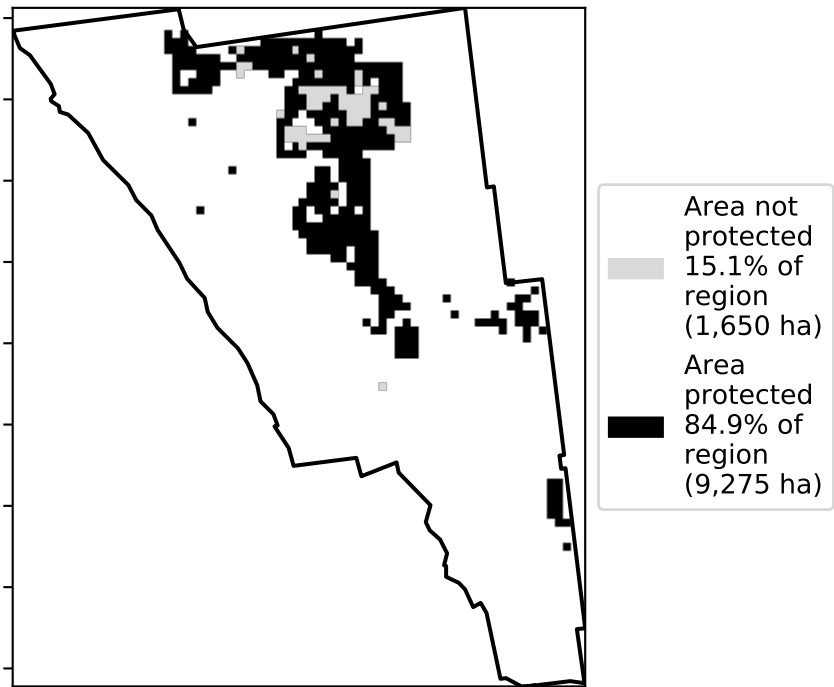 Area not
protected
15.1% of
region
(1,650 ha)
Area
protected
84.9% of
region
(9,275 ha)